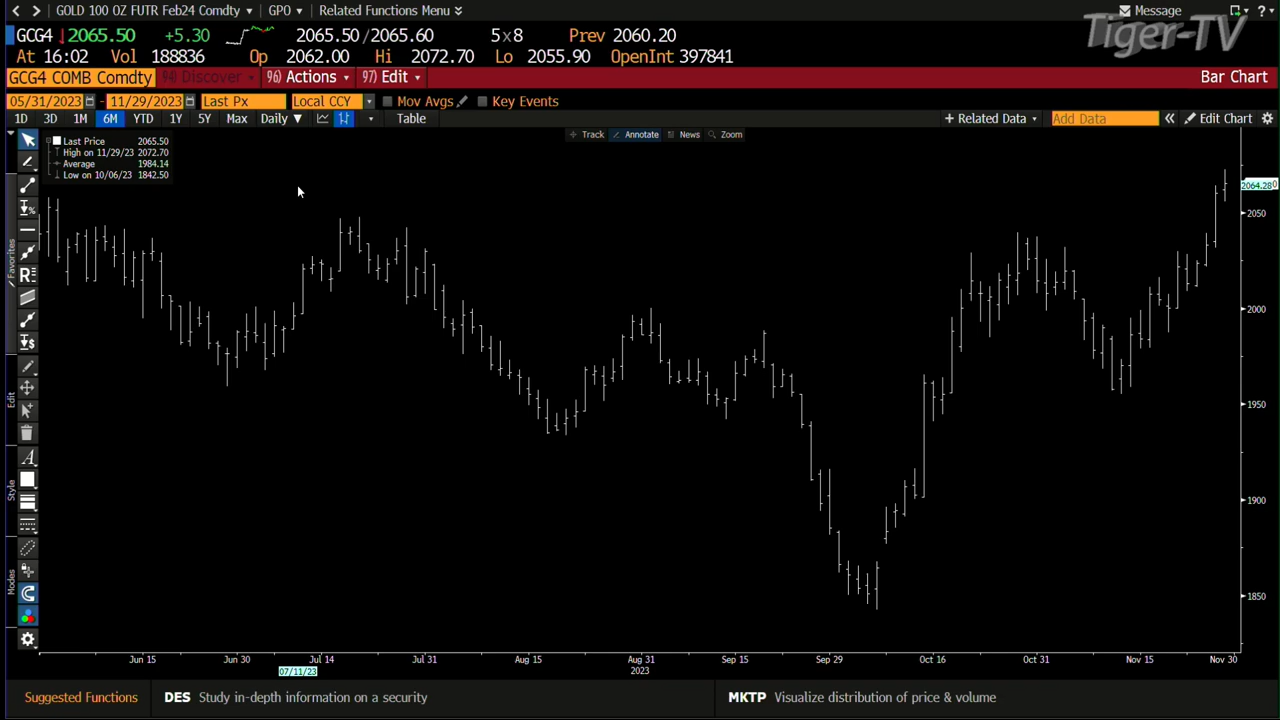 GOLD 100 OZ FUTR Feb24 Comdty GPO Related Functions Menu Message ?
Tiger-TV
GCG4 2065.50 +5.30 2065.50/2065.60 5x8 Prev 2060.20
At 16:02 Vol 188836 Op 2062.00 Hi 2072.70 Lo 2055.90 OpenInt 397841
GCG4 COMB Comdty 94) Discover 96) Actions 97) Edit Bar Chart
05/31/2023 - 11/29/2023 Last Px Local CCY Mov Avgs Key Events
1D 3D 1M 6M YTD 1Y 5Y Max Daily Table + Related Data Add Data Edit Chart
Track Annotate News Zoom
Last Price 2065.50
High on 11/29/23 2072.70
Average 1984.14
Low on 10/06/23 1842.50
2064.280
2050
2000
1950
1900
1850
Favorites
Edit
Style
Modes
Jun 15 Jun 30 Jul 14 Jul 31 Aug 15 Aug 31 Sep 15 Sep 29 Oct 16 Oct 31 Nov 15 Nov 30
07/11/23 2023
Suggested Functions DES Study in-depth information on a security MKTP Visualize distribution of price & volume